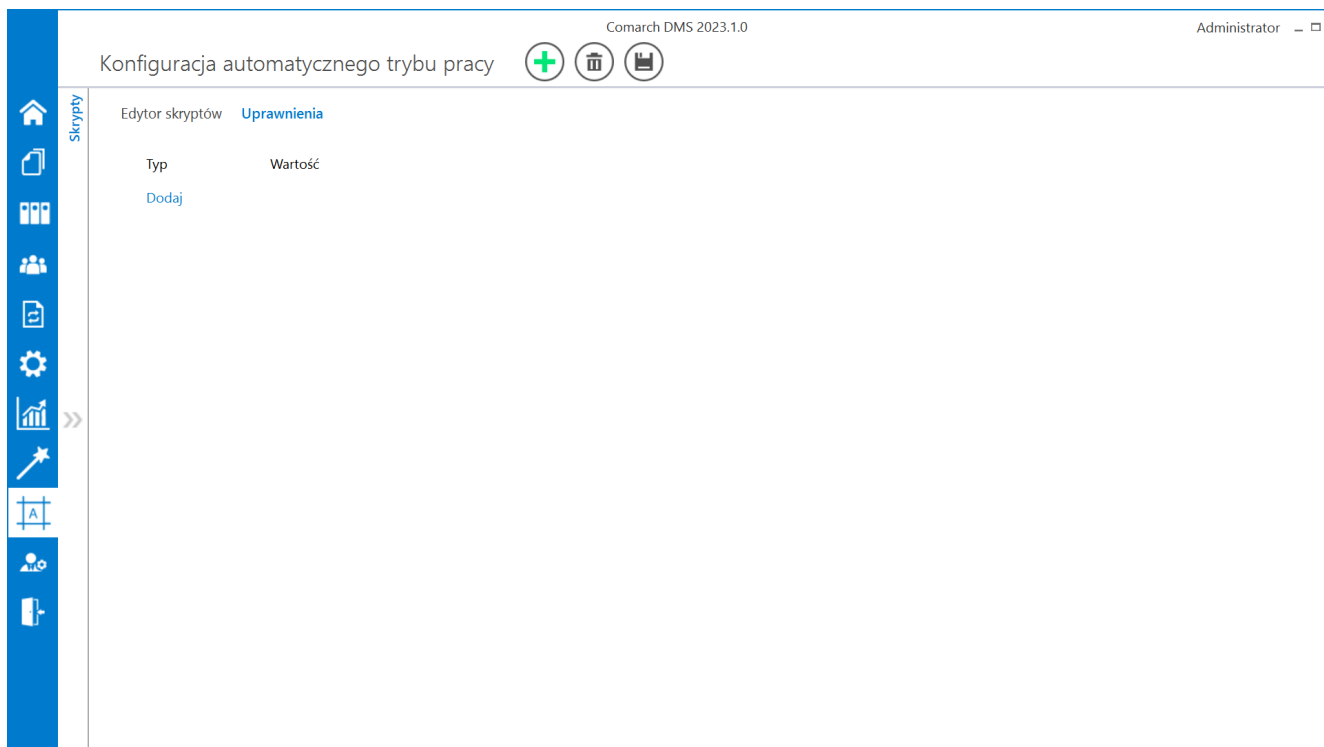 Comarch DMS 2023.1.0 Administrator
Konfiguracja automatycznego trybu pracy
Skrypty
Edytor skryptów Uprawnienia
Typ Wartość
Dodaj
A